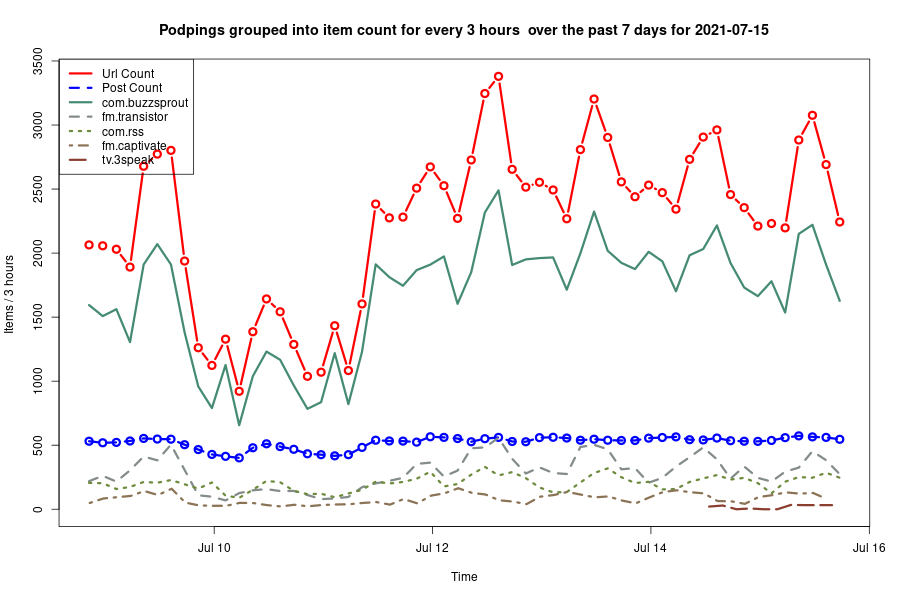 Podpings grouped into item count for every 3 hours  over the past 7 days for 2021-07-15
Items / 3 hours
3500
3000
2500
2000
1500
1000
500
0
Url Count
Post Count
com.buzzsprout
fm.transistor
com.rss
fm.captivate
tv.3speak
Jul 10
Jul 12
Jul 14
Jul 16
Time